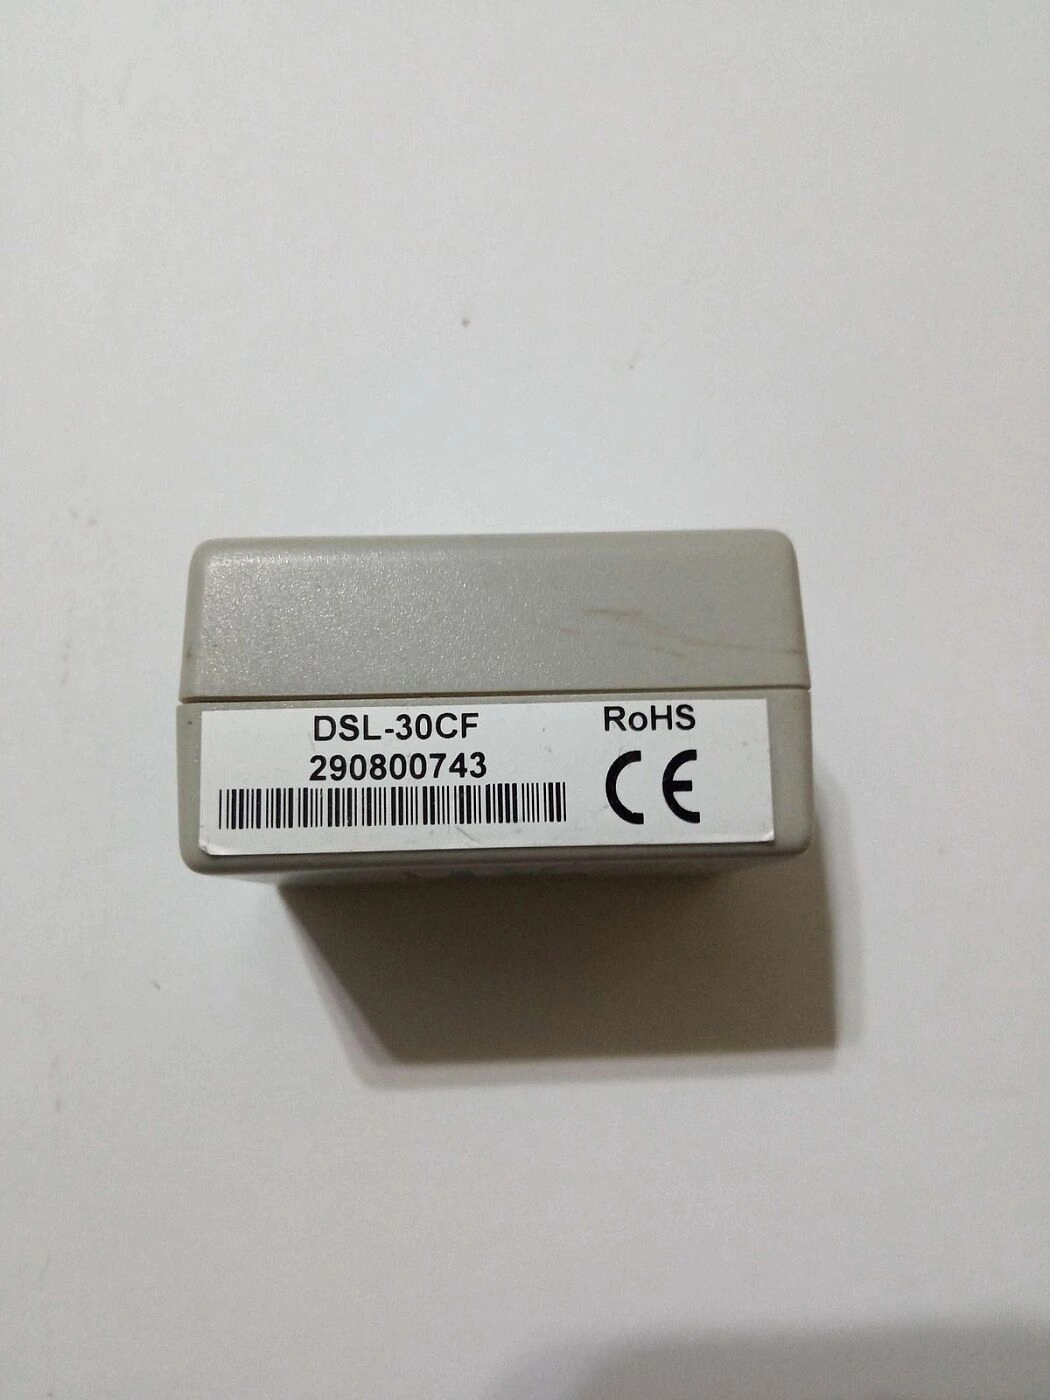 DSL-30CF
290800743
RoHS
CE